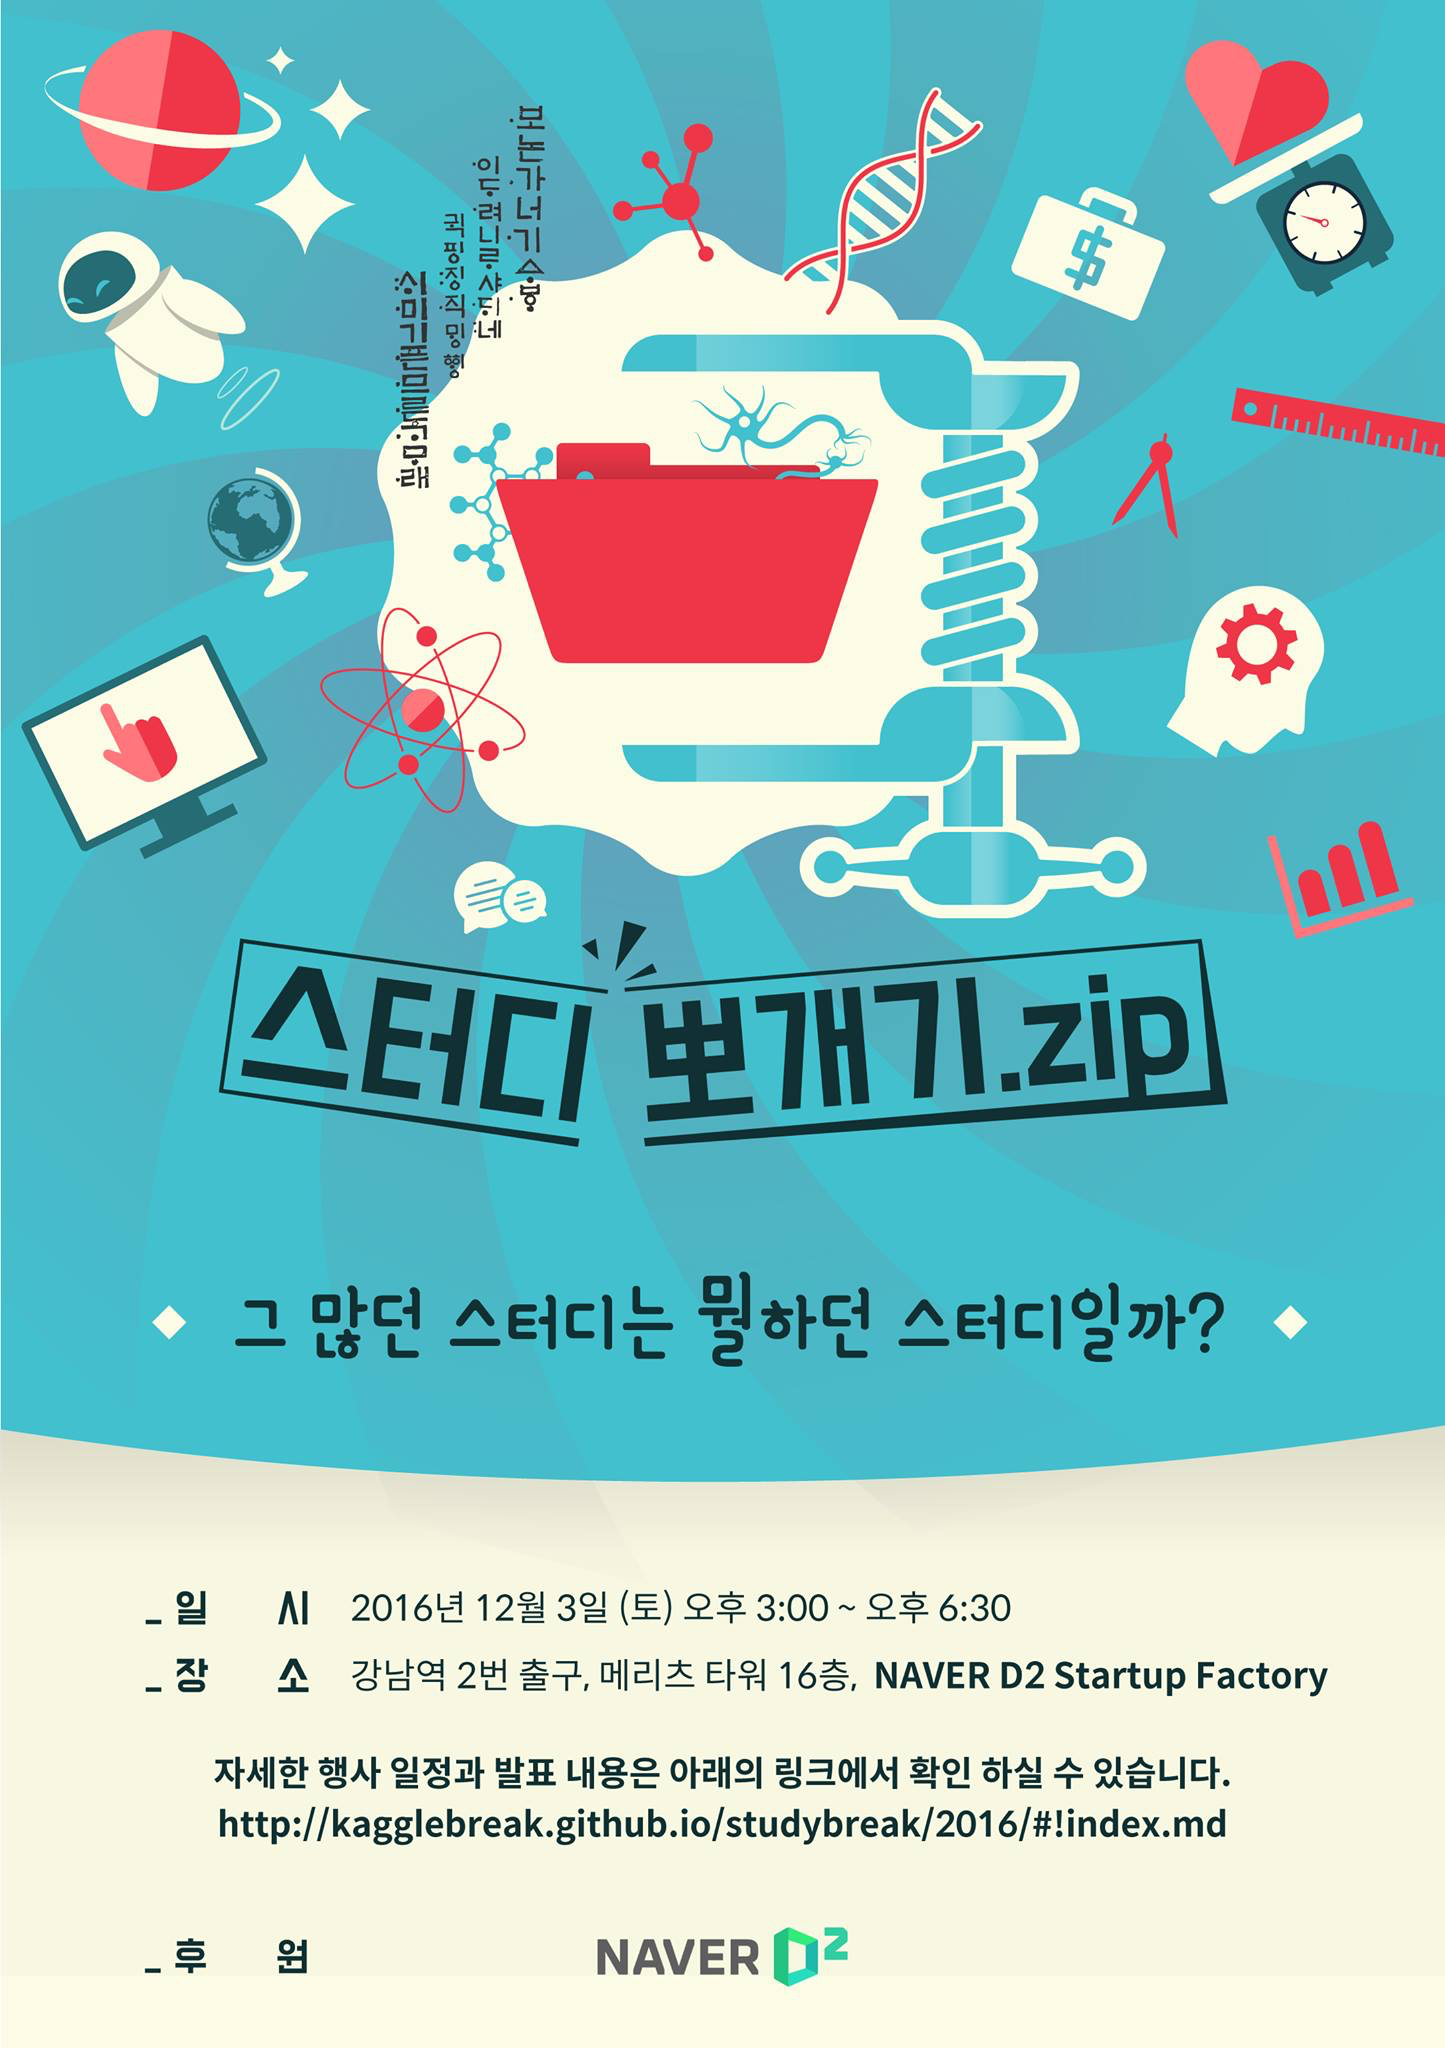 스터디 뽀개기.zip
그 많던 스터디는 뭘하던 스터디일까?
_ 일 시 2016년 12월 3일 (토) 오후 3:00 ~ 오후 6:30
_ 장 소 강남역 2번 출구, 메리츠 타워 16층, NAVER D2 Startup Factory
자세한 행사 일정과 발표 내용은 아래의 링크에서 확인 하실 수 있습니다.
http://kagglebreak.github.io/studybreak/2016/#!index.md
_ 후 원 NAVER D2